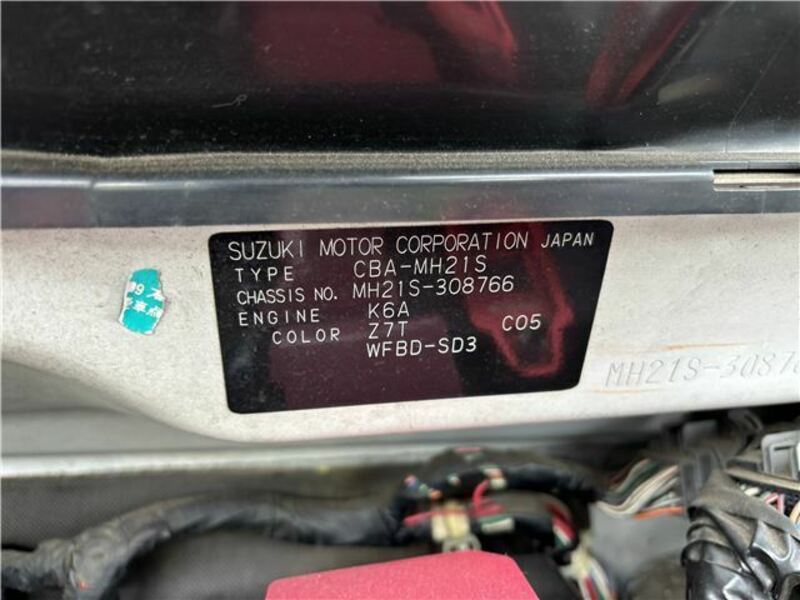 SUZUKI MOTOR CORPORATION JAPAN
TYPE CBA-MH21S
CHASSIS NO. MH21S-308766
ENGINE K6A
COLOR Z7T C05
WFBD-SD3
MH21S-3087